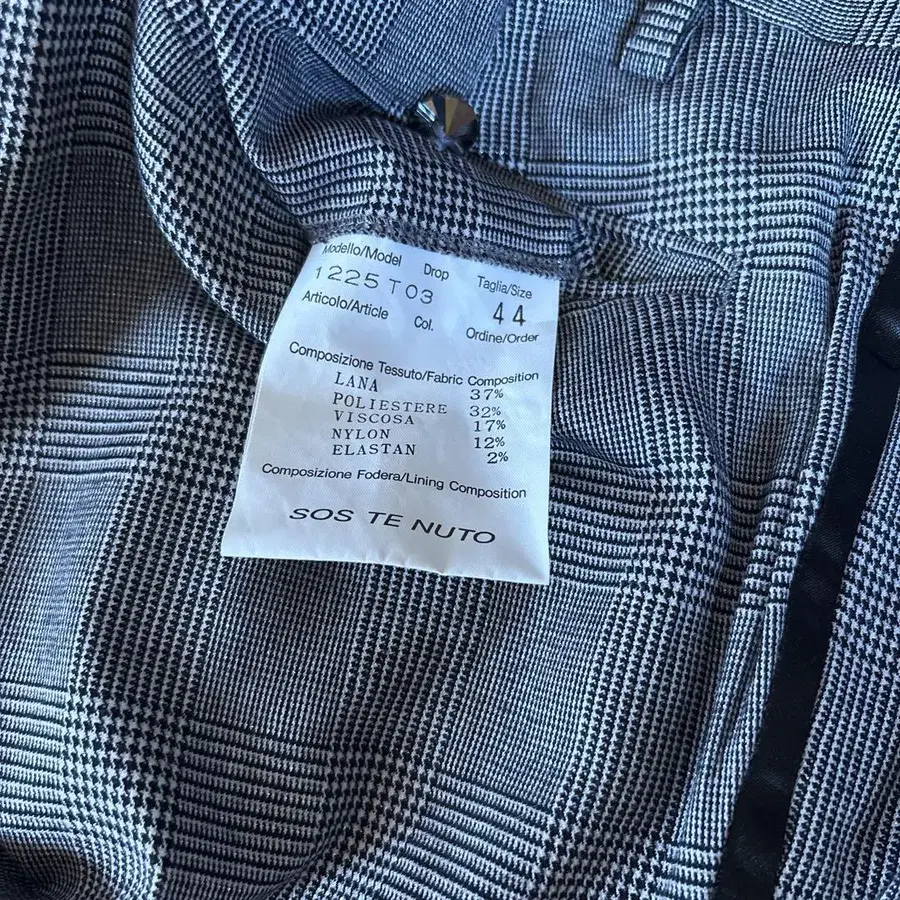 Modello/Model Drop Taglia/Size
1225T03 44
Articolo/Article Col. Ordine/Order
Composizione Tessuto/Fabric Composition
LANA 37%
POLIESTERE 32%
VISCOSA 17%
NYLON 12%
ELASTAN 2%
Composizione Fodera/Lining Composition
SOS TE NUTO